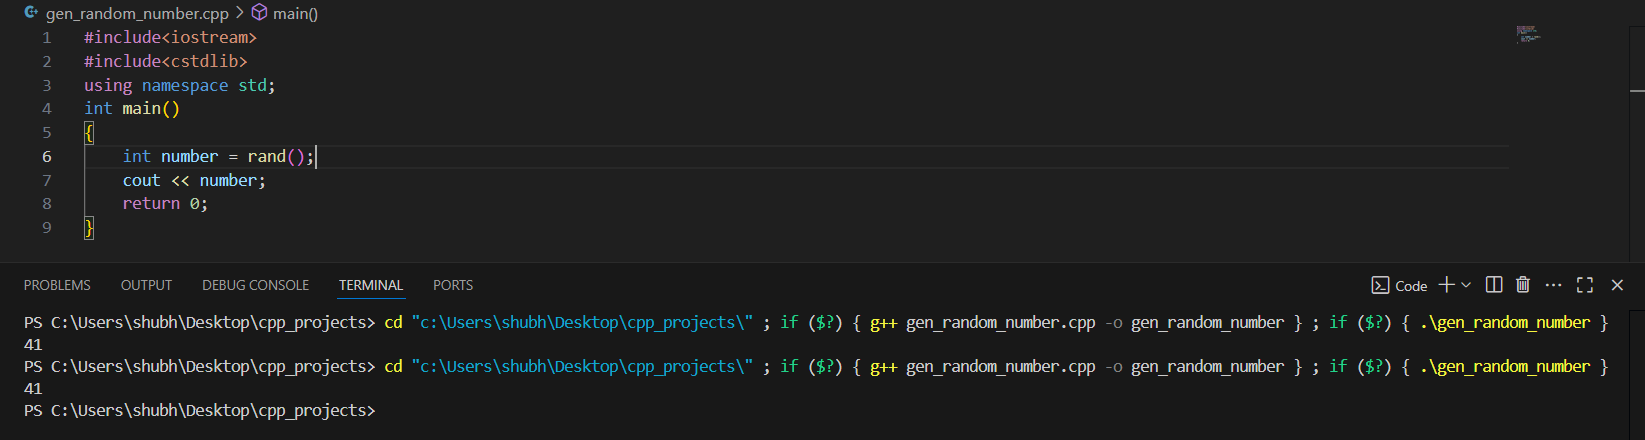 gen_random_number.cpp > main()
1 #include<iostream>
2 #include<cstdlib>
3 using namespace std;
4 int main()
5 {
6 int number = rand();
7 cout << number;
8 return 0;
9 }
PROBLEMS OUTPUT DEBUG CONSOLE TERMINAL PORTS Code
PS C:\Users\shubh\Desktop\cpp_projects> cd "c:\Users\shubh\Desktop\cpp_projects\" ; if ($?) { g++ gen_random_number.cpp -o gen_random_number } ; if ($?) { .\gen_random_number }
41
PS C:\Users\shubh\Desktop\cpp_projects> cd "c:\Users\shubh\Desktop\cpp_projects\" ; if ($?) { g++ gen_random_number.cpp -o gen_random_number } ; if ($?) { .\gen_random_number }
41
PS C:\Users\shubh\Desktop\cpp_projects>